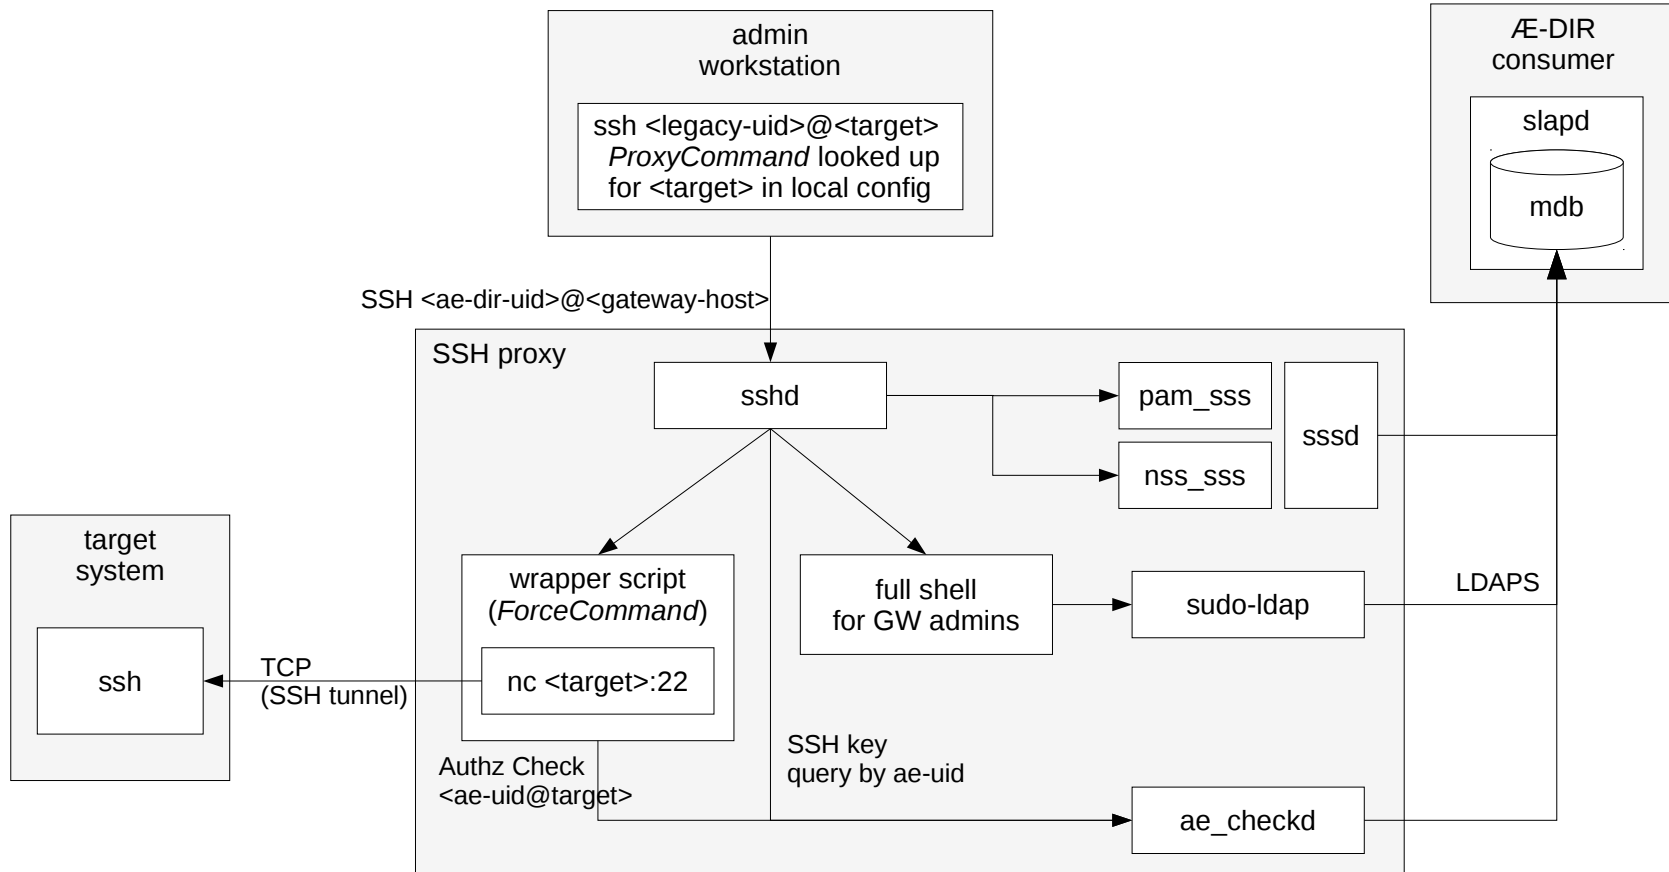 admin
workstation
ssh <legacy-uid>@<target>
ProxyCommand looked up
for <target> in local config
Æ-DIR
consumer
slapd
mdb
SSH <ae-dir-uid>@<gateway-host>
SSH proxy
sshd
pam_sss
nss_sss
sssd
target
system
ssh
TCP
(SSH tunnel)
wrapper script
(ForceCommand)
nc <target>:22
full shell
for GW admins
sudo-ldap
LDAPS
Authz Check
<ae-uid@target>
SSH key
query by ae-uid
ae_checkd